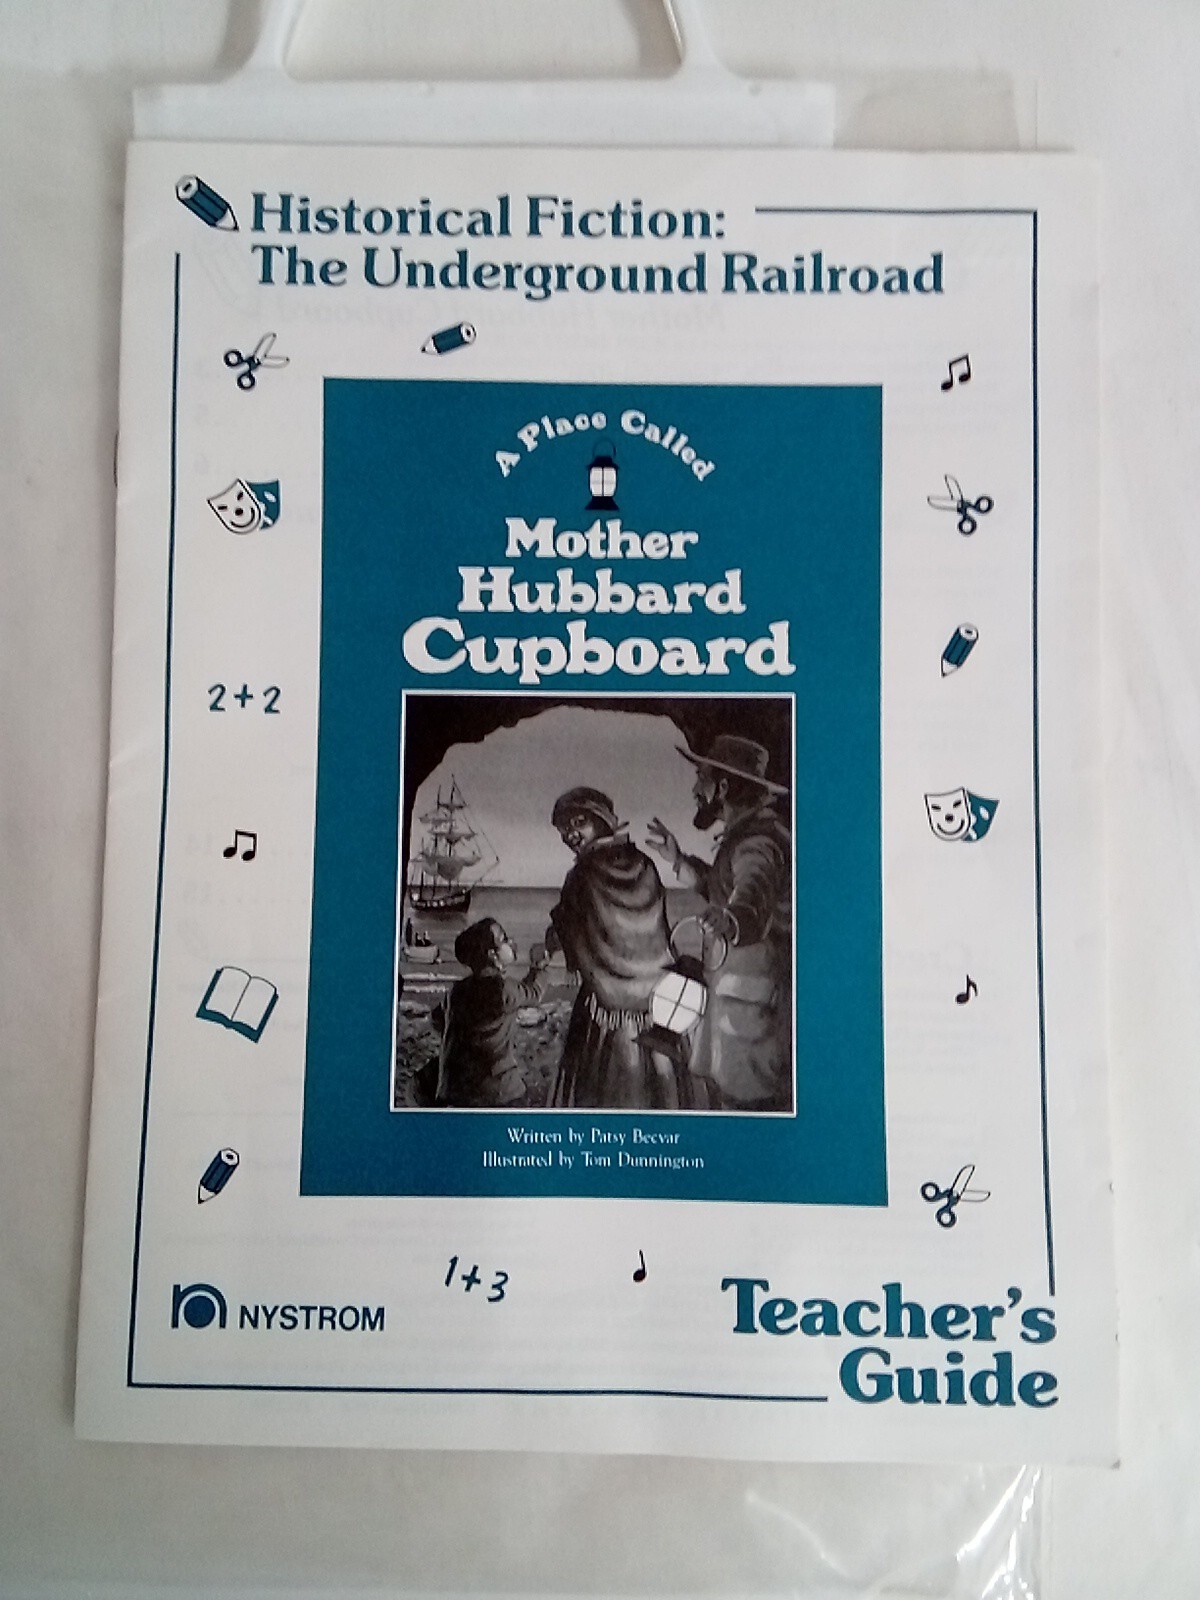 Historical Fiction:
The Underground Railroad
A Place Called
Mother
Hubbard
Cupboard
2+2
Written by Patsy Becvar
Illustrated by Tom Dunnington
1+3
NYSTROM
Teacher's
Guide